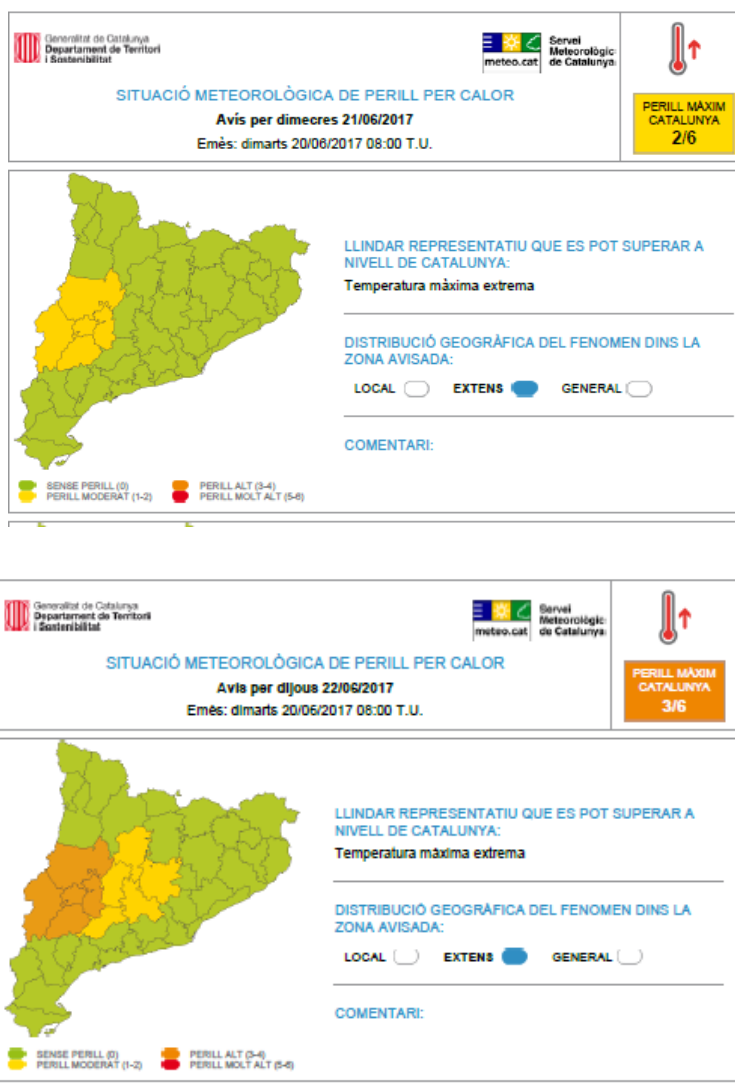 Generalitat de Catalunya
Departament de Territori
i Sostenibilitat
meteo.cat
Servei
Meteorològic
de Catalunya
SITUACIÓ METEOROLÒGICA DE PERILL PER CALOR
Avís per dimecres 21/06/2017
Emès: dimarts 20/06/2017 08:00 T.U.
PERILL MÀXIM
CATALUNYA
2/6
LLINDAR REPRESENTATIU QUE ES POT SUPERAR A
NIVELL DE CATALUNYA:
Temperatura màxima extrema
DISTRIBUCIÓ GEOGRÀFICA DEL FENOMEN DINS LA
ZONA AVISADA:
LOCAL EXTENS GENERAL
COMENTARI:
SENSE PERILL (0) PERILL ALT (3-4)
PERILL MODERAT (1-2) PERILL MOLT ALT (5-6)
Generalitat de Catalunya
Departament de Territori
i Sostenibilitat
meteo.cat
Servei
Meteorològic
de Catalunya
SITUACIÓ METEOROLÒGICA DE PERILL PER CALOR
Avís per dijous 22/06/2017
Emès: dimarts 20/06/2017 08:00 T.U.
PERILL MÀXIM
CATALUNYA
3/6
LLINDAR REPRESENTATIU QUE ES POT SUPERAR A
NIVELL DE CATALUNYA:
Temperatura màxima extrema
DISTRIBUCIÓ GEOGRÀFICA DEL FENOMEN DINS LA
ZONA AVISADA:
LOCAL EXTENS GENERAL
COMENTARI:
SENSE PERILL (0) PERILL ALT (3-4)
PERILL MODERAT (1-2) PERILL MOLT ALT (5-6)